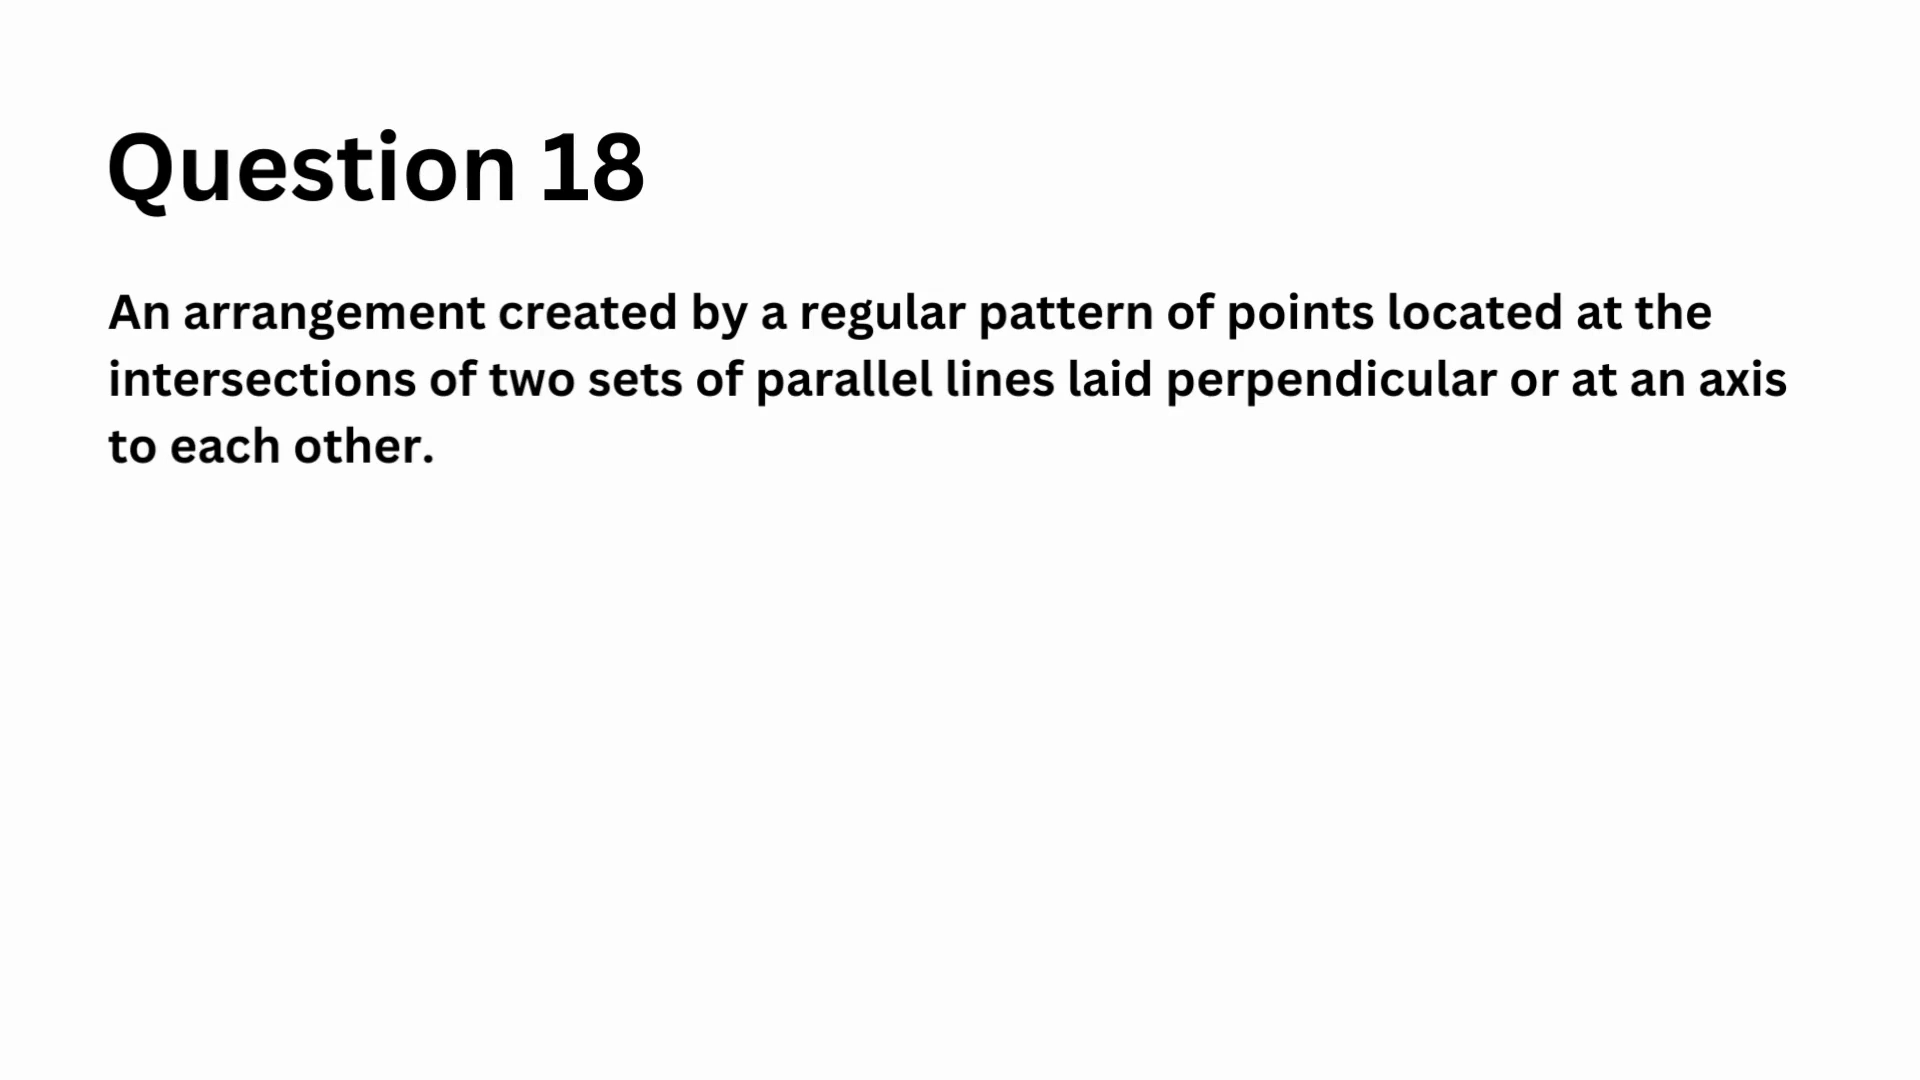 Question 18
An arrangement created by a regular pattern of points located at the
intersections of two sets of parallel lines laid perpendicular or at an axis
to each other.